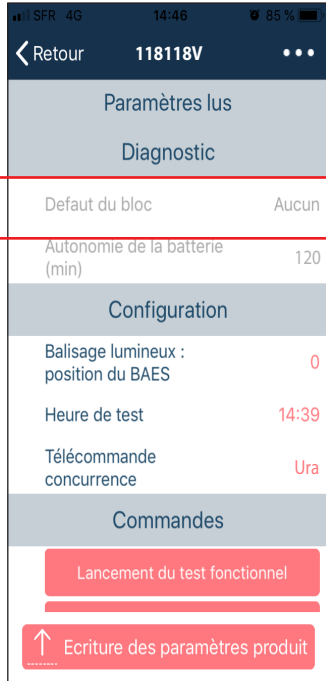 SFR 4G 14:46 85 %
Retour 118118V
Paramètres lus
Diagnostic
Defaut du bloc Aucun
Autonomie de la batterie
(min) 120
Configuration
Balisage lumineux :
position du BAES 0
Heure de test 14:39
Télécommande
concurrence Ura
Commandes
Lancement du test fonctionnel
Ecriture des paramètres produit